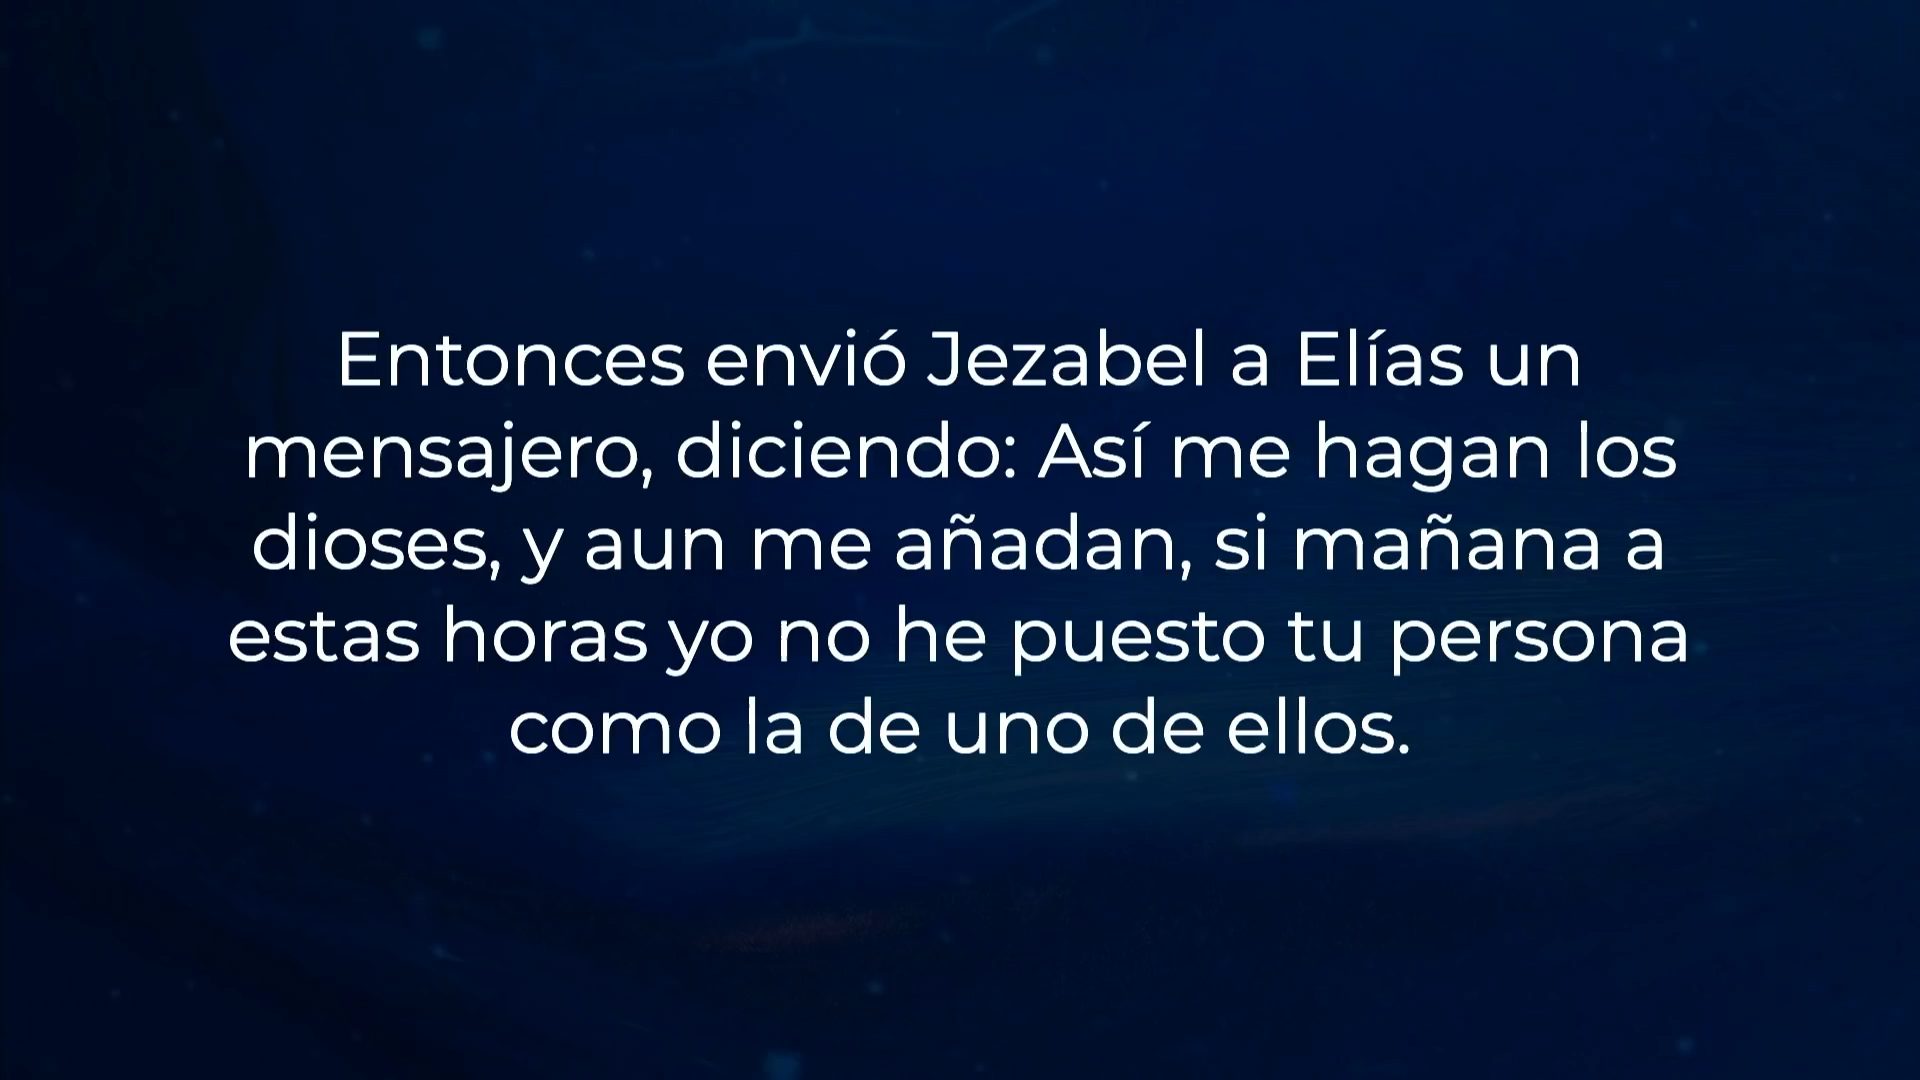 Entonces envió Jezabel a Elías un
mensajero, diciendo: Así me hagan los
dioses, y aun me añadan, si mañana a
estas horas yo no he puesto tu persona
como la de uno de ellos.